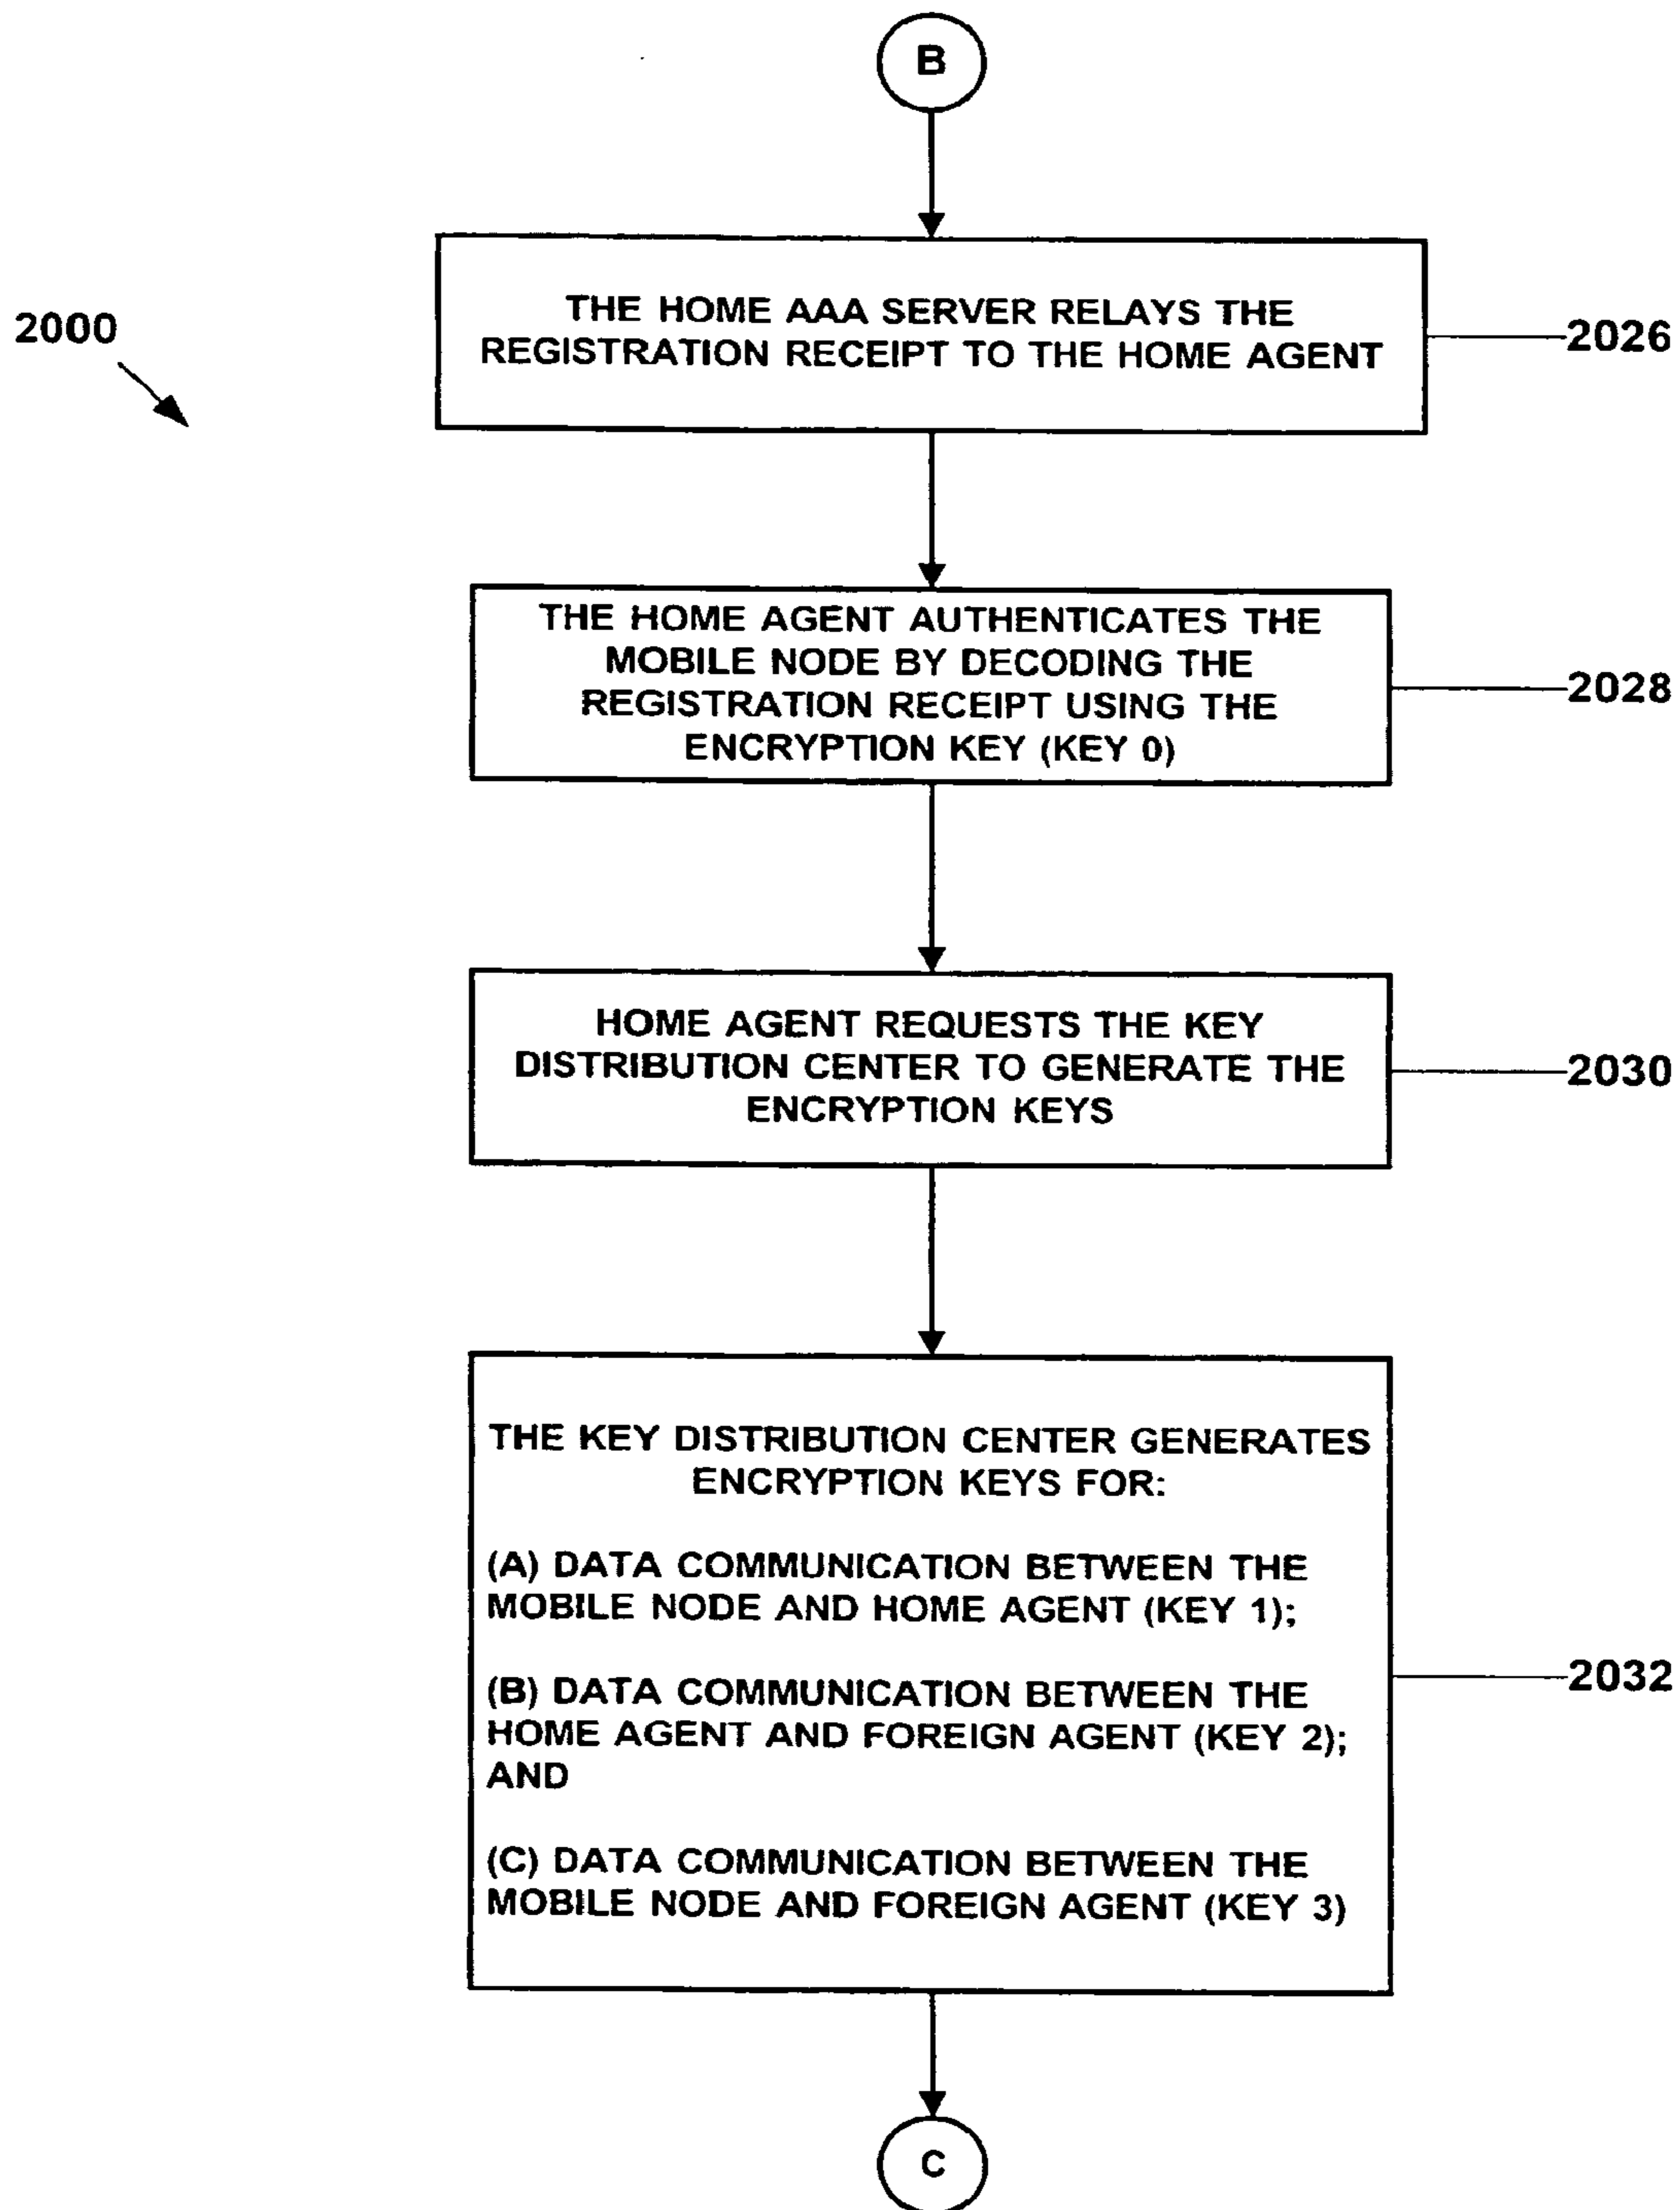 B
2000
THE HOME AAA SERVER RELAYS THE
REGISTRATION RECEIPT TO THE HOME AGENT
2026
THE HOME AGENT AUTHENTICATES THE
MOBILE NODE BY DECODING THE
REGISTRATION RECEIPT USING THE
ENCRYPTION KEY (KEY 0)
2028
HOME AGENT REQUESTS THE KEY
DISTRIBUTION CENTER TO GENERATE THE
ENCRYPTION KEYS
2030
THE KEY DISTRIBUTION CENTER GENERATES
ENCRYPTION KEYS FOR:
(A) DATA COMMUNICATION BETWEEN THE
MOBILE NODE AND HOME AGENT (KEY 1);
(B) DATA COMMUNICATION BETWEEN THE
HOME AGENT AND FOREIGN AGENT (KEY 2);
AND
(C) DATA COMMUNICATION BETWEEN THE
MOBILE NODE AND FOREIGN AGENT (KEY 3)
2032
C